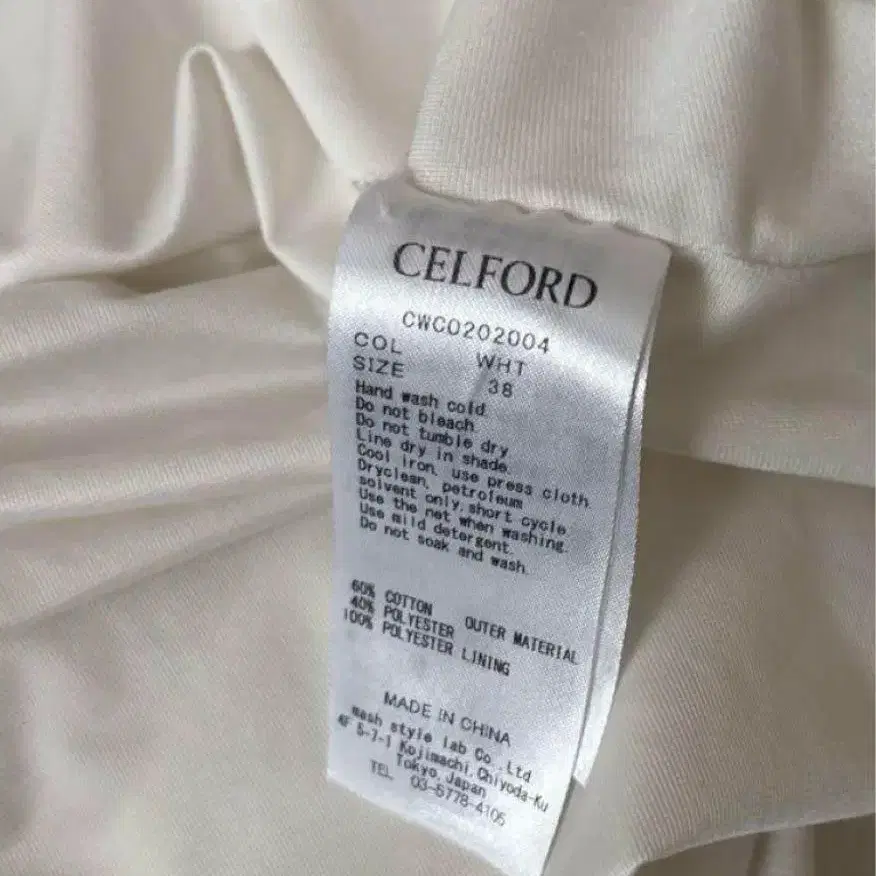 CELFORD
CWC0202004
COL WHT
SIZE 38
Hand wash cold
Do not bleach
Do not tumble dry
Line dry in shade
Cool iron, use press cloth
Dryclean, petroleum
solvent only, short cycle
Use the net when washing.
Use mild detergent.
Do not soak and wash.
60% COTTON
40% POLYESTER OUTER MATERIAL
100% POLYESTER LINING
MADE IN CHINA
mash style lab Co., Ltd
4F 5-7-1 Kojimachi, Chiyoda-Ku
Tokyo, Japan
TEL 03-6778-4105